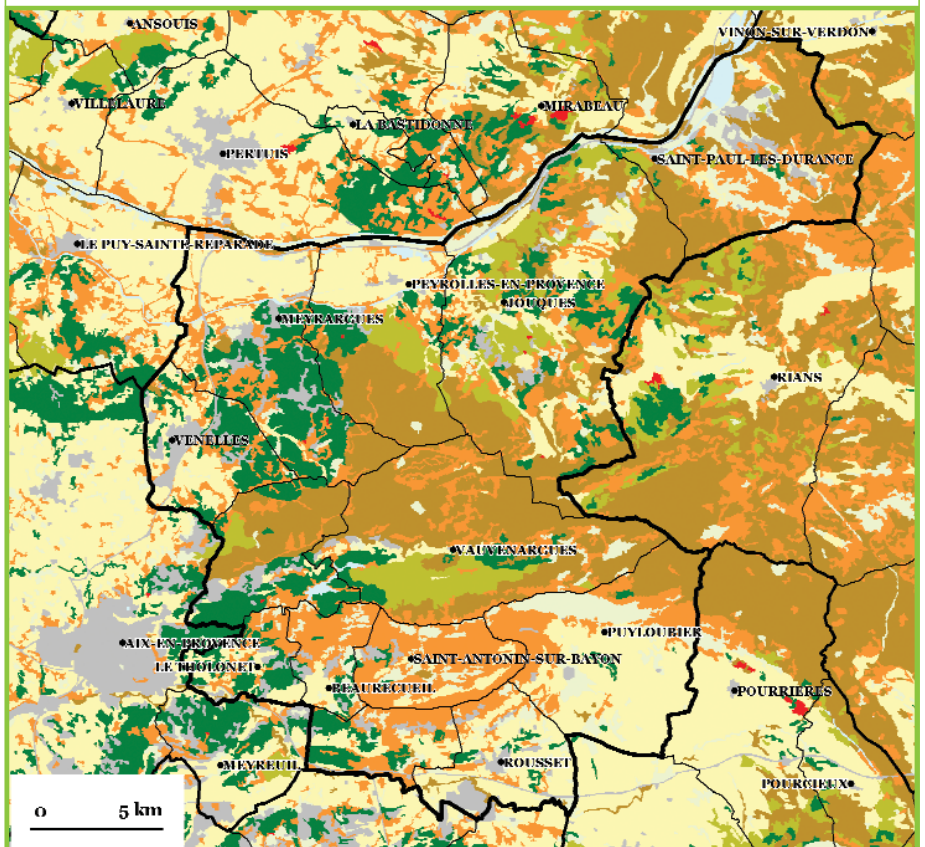 ANSOUIS
VINON-SUR-VERDON
VILLELAURE
MIRABEAU
LA BASTIDONNE
PERTUIS
SAINT-PAUL-LES-DURANCE
LE PUY-SAINTE-REPARADE
PEYROLLES-EN-PROVENCE
JOUQUES
MEYRARGUES
RIANS
VENELLES
VAUVENARGUES
PUYLOUBIER
AIX-EN-PROVENCE
SAINT-ANTONIN-SUR-BAYON
LE THOLONET
BEAURECUEIL
POURRIERES
ROUSSET
MEYREUIL
POURCIEUX
0 5 km